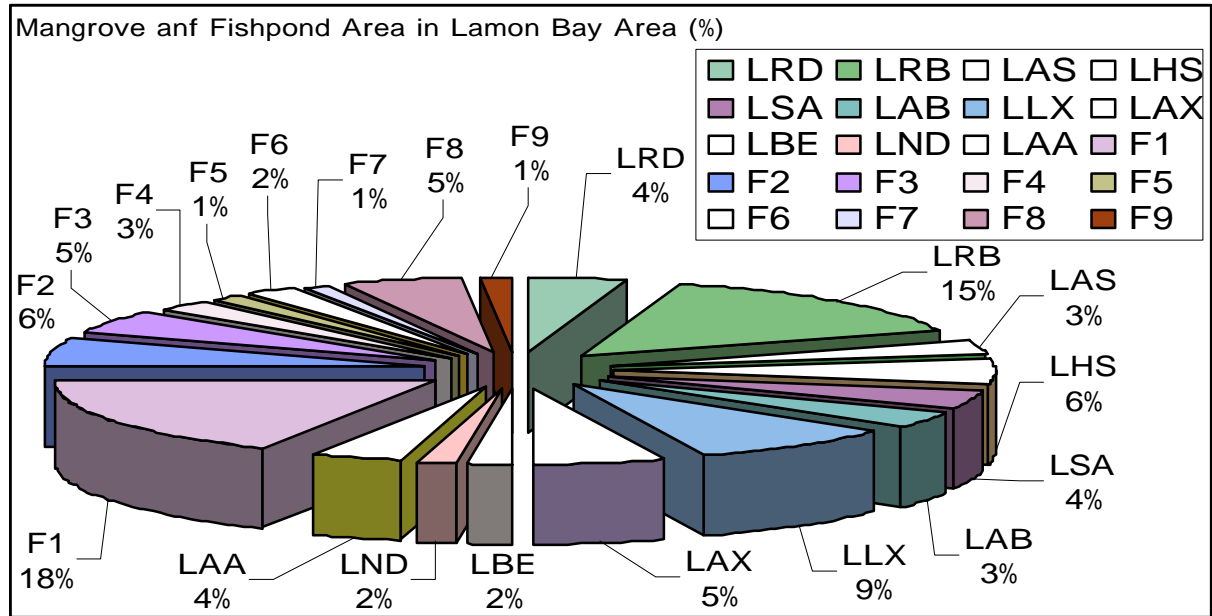 Mangrove anf Fishpond Area in Lamon Bay Area (%)
LRD LRB LAS LHS
LSA LAB LLX LAX
LBE LND LAA F1
F2 F3 F4 F5
F6 F7 F8 F9
LRD
4%
LRB
15%
LAS
3%
LHS
6%
LSA
4%
LAB
3%
LLX
9%
LAX
5%
LBE
2%
LND
2%
LAA
4%
F1
18%
F2
6%
F3
5%
F4
3%
F5
1%
F6
2%
F7
1%
F8
5%
F9
1%